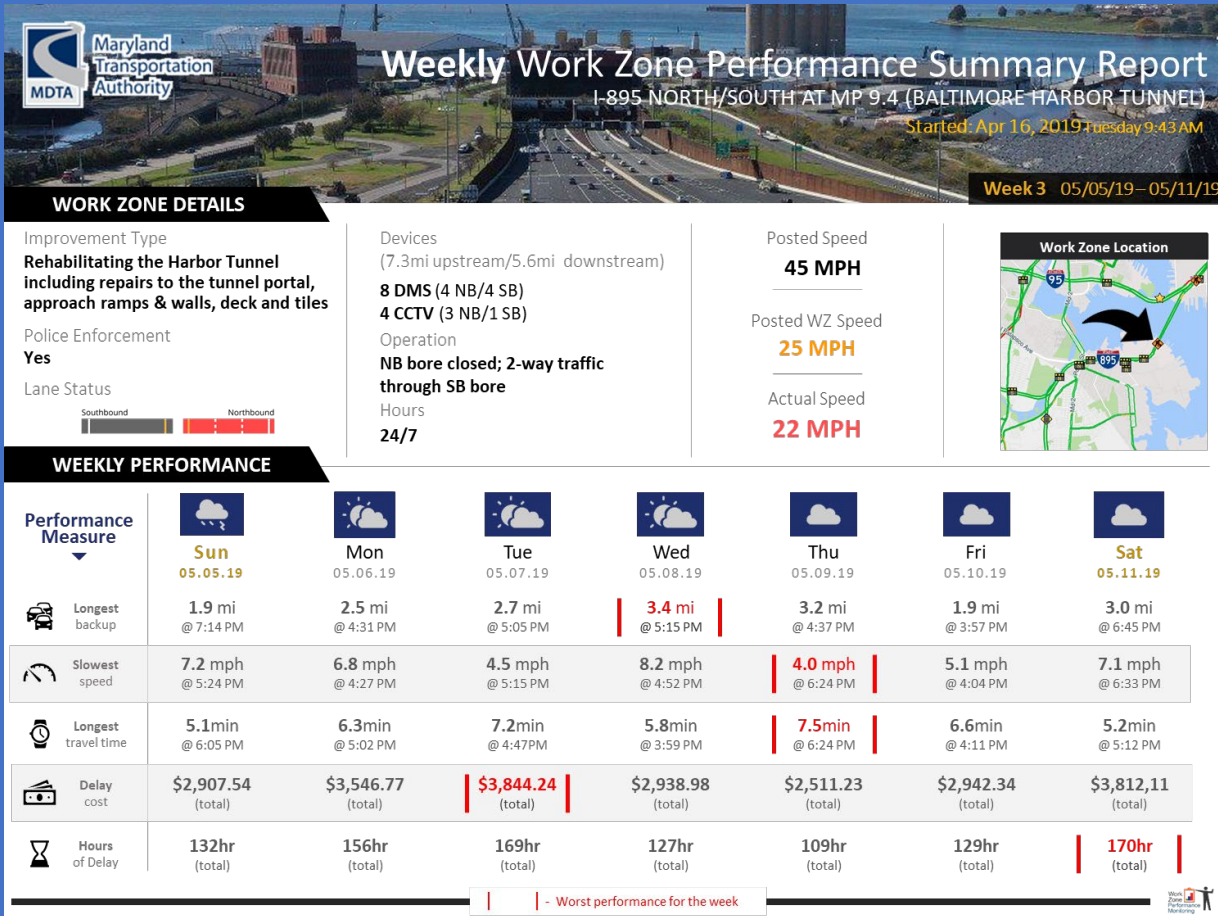 MDTA
Maryland
Transportation
Authority
Weekly Work Zone Performance Summary Report
I-895 NORTH/SOUTH AT MP 9.4 (BALTIMORE HARBOR TUNNEL)
Started: Apr 16, 2019 Tuesday 9:43 AM
Week 3 05/05/19 – 05/11/19
WORK ZONE DETAILS
Improvement Type
Rehabilitating the Harbor Tunnel
including repairs to the tunnel portal,
approach ramps & walls, deck and tiles
Police Enforcement
Yes
Lane Status
Southbound Northbound
Devices
(7.3mi upstream/5.6mi downstream)
8 DMS (4 NB/4 SB)
4 CCTV (3 NB/1 SB)
Operation
NB bore closed; 2-way traffic
through SB bore
Hours
24/7
Posted Speed
45 MPH
Posted WZ Speed
25 MPH
Actual Speed
22 MPH
Work Zone Location
95
895
WEEKLY PERFORMANCE
Performance
Measure
Sun Mon Tue Wed Thu Fri Sat
05.05.19 05.06.19 05.07.19 05.08.19 05.09.19 05.10.19 05.11.19
Longest 1.9 mi 2.5 mi 2.7 mi 3.4 mi 3.2 mi 1.9 mi 3.0 mi
backup @ 7:14 PM @ 4:31 PM @ 5:05 PM @ 5:15 PM @ 4:37 PM @ 3:57 PM @ 6:45 PM
Slowest 7.2 mph 6.8 mph 4.5 mph 8.2 mph 4.0 mph 5.1 mph 7.1 mph
speed @ 5:24 PM @ 4:27 PM @ 5:15 PM @ 4:52 PM @ 6:24 PM @ 4:04 PM @ 6:33 PM
Longest 5.1min 6.3min 7.2min 5.8min 7.5min 6.6min 5.2min
travel time @ 6:05 PM @ 5:02 PM @ 4:47PM @ 3:59 PM @ 6:24 PM @ 4:11 PM @ 5:12 PM
Delay $2,907.54 $3,546.77 $3,844.24 $2,938.98 $2,511.23 $2,942.34 $3,812,11
cost (total) (total) (total) (total) (total) (total) (total)
Hours 132hr 156hr 169hr 127hr 109hr 129hr 170hr
of Delay (total) (total) (total) (total) (total) (total) (total)
- Worst performance for the week
Work
Zone
Performance
Monitoring